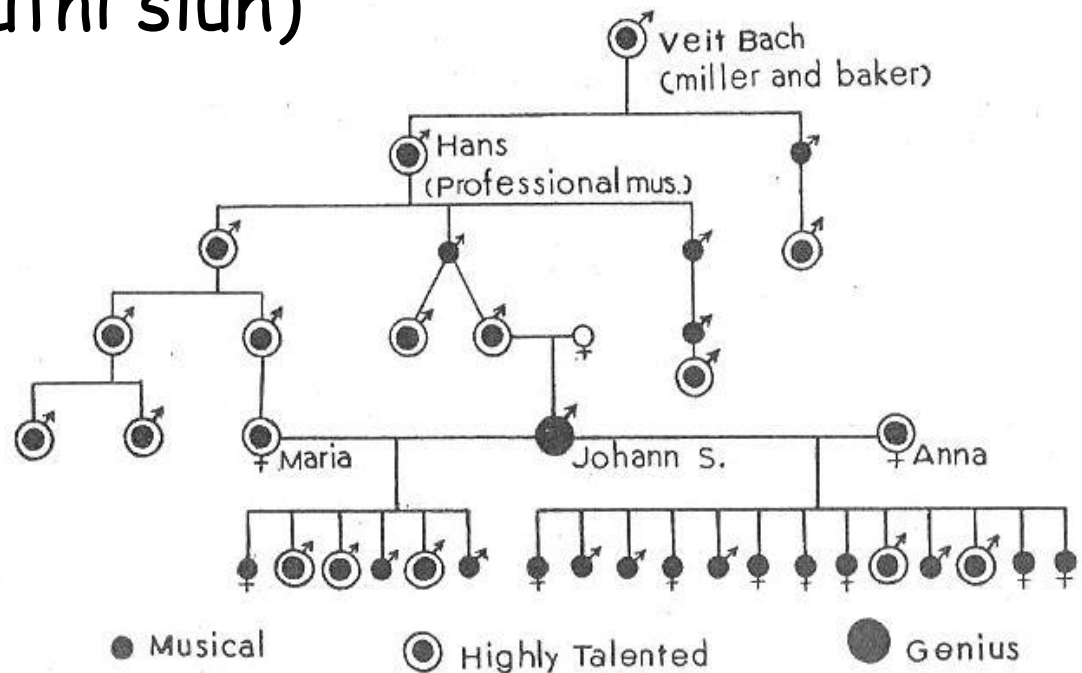 Veit Bach
(miller and baker)
Hans
(Professional mus.)
Maria
Johann S.
Anna
Musical
Highly Talented
Genius